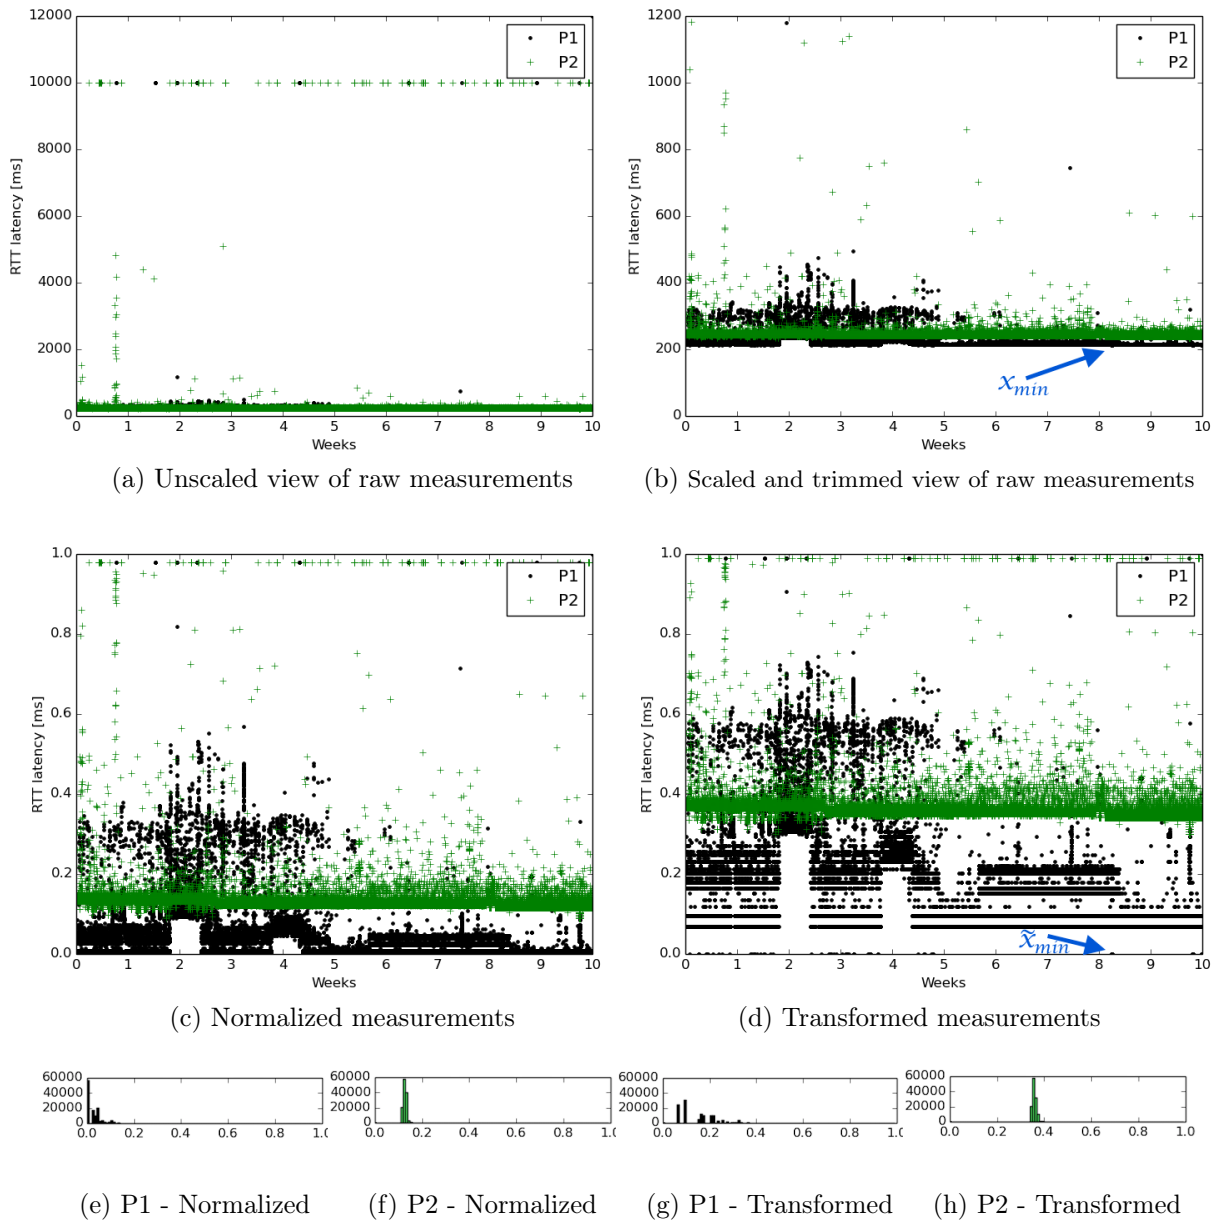 12000
10000
8000
6000
4000
2000
0
RTT latency [ms]
P1
P2
0 1 2 3 4 5 6 7 8 9 10
Weeks
(a) Unscaled view of raw measurements
1200
1000
800
600
400
200
0
RTT latency [ms]
P1
P2
x_min
0 1 2 3 4 5 6 7 8 9 10
Weeks
(b) Scaled and trimmed view of raw measurements
1.0
0.8
0.6
0.4
0.2
0.0
RTT latency [ms]
P1
P2
0 1 2 3 4 5 6 7 8 9 10
Weeks
(c) Normalized measurements
1.0
0.8
0.6
0.4
0.2
0.0
RTT latency [ms]
P1
P2
x̃_min
0 1 2 3 4 5 6 7 8 9 10
Weeks
(d) Transformed measurements
60000
40000
20000
0
0.0 0.2 0.4 0.6 0.8 1.0
(e) P1 - Normalized
60000
40000
20000
0
0.0 0.2 0.4 0.6 0.8 1.0
(f) P2 - Normalized
60000
40000
20000
0
0.0 0.2 0.4 0.6 0.8 1.0
(g) P1 - Transformed
60000
40000
20000
0
0.0 0.2 0.4 0.6 0.8 1.0
(h) P2 - Transformed